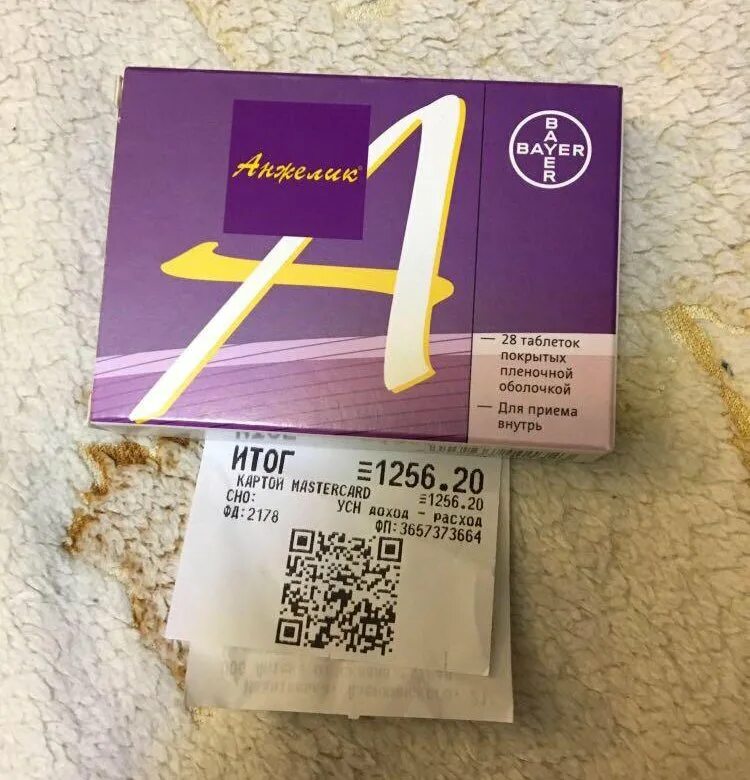 Анжелик®
BAYER
BAYER
— 28 таблеток
покрытых
пленочной
оболочкой
— Для приема
внутрь
ИТОГ ≡1256.20
КАРТОЙ MASTERCARD ≡1256.20
СНО: УСН доход - расход
ФД:2178 ФП:3657373664